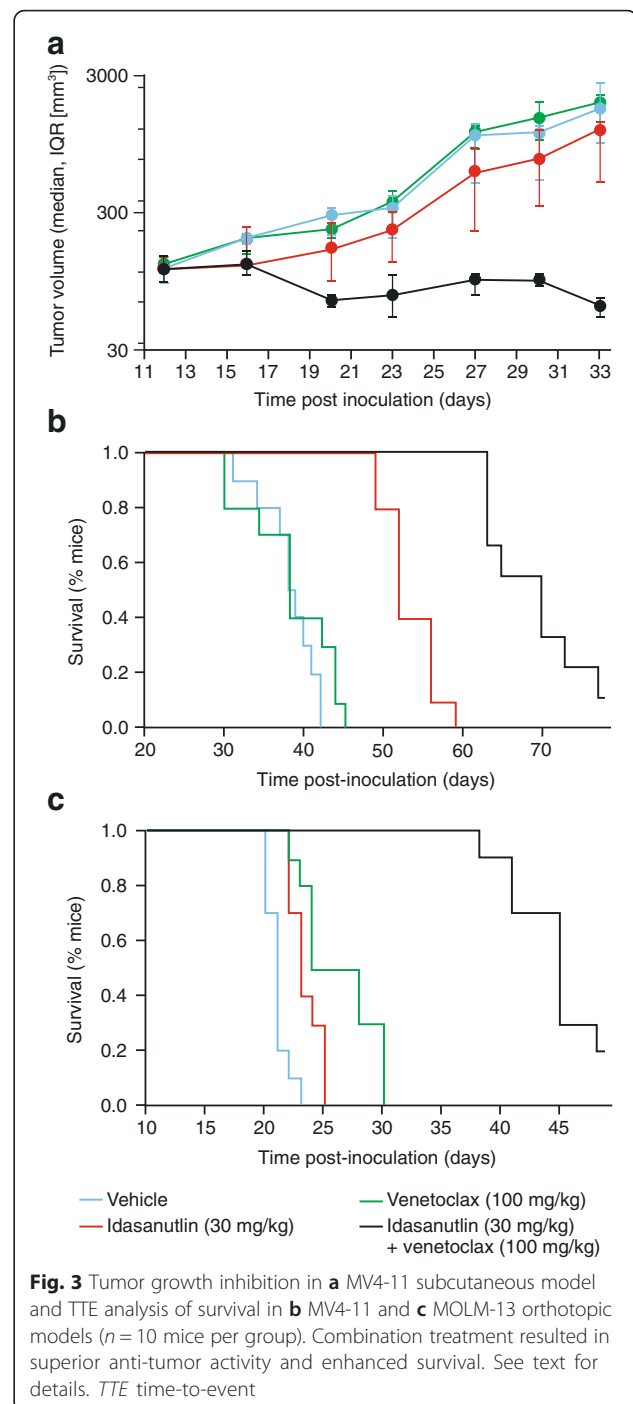 a
3000
300
30
Tumor volume (median, IQR [mm³])
11 13 15 17 19 21 23 25 27 29 31 33
Time post inoculation (days)
b
1.0
0.8
0.6
0.4
0.2
0.0
Survival (% mice)
20 30 40 50 60 70
Time post-inoculation (days)
c
1.0
0.8
0.6
0.4
0.2
0.0
Survival (% mice)
10 15 20 25 30 35 40 45
Time post-inoculation (days)
Vehicle
Idasanutlin (30 mg/kg)
Venetoclax (100 mg/kg)
Idasanutlin (30 mg/kg)
+ venetoclax (100 mg/kg)
Fig. 3 Tumor growth inhibition in a MV4-11 subcutaneous model
and TTE analysis of survival in b MV4-11 and c MOLM-13 orthotopic
models (n = 10 mice per group). Combination treatment resulted in
superior anti-tumor activity and enhanced survival. See text for
details. TTE time-to-event